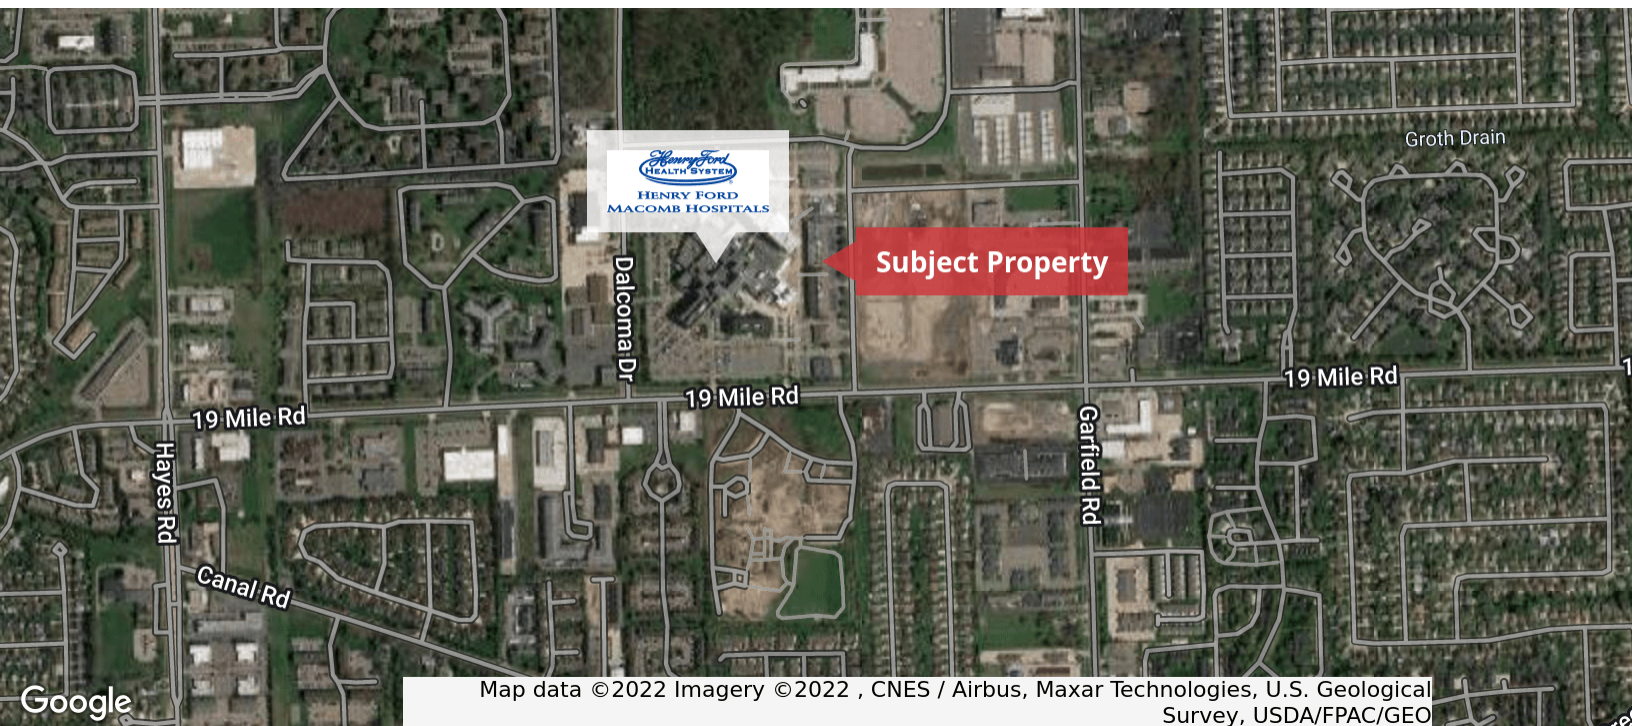 Groth Drain
Henry Ford
HEALTH SYSTEM
HENRY FORD
MACOMB HOSPITALS
Subject Property
Dalcoma Dr
19 Mile Rd
19 Mile Rd
19 Mile Rd
1
Hayes Rd
Garfield Rd
Canal Rd
Google
Map data ©2022 Imagery ©2022 , CNES / Airbus, Maxar Technologies, U.S. Geological
Survey, USDA/FPAC/GEO